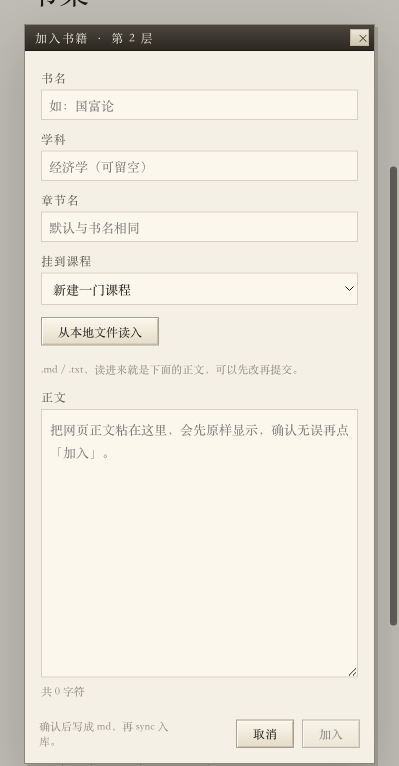 加入书籍 · 第 2 层
书名
如：国富论
学科
经济学（可留空）
章节名
默认与书名相同
挂到课程
新建一门课程
从本地文件读入
.md / .txt，读进来就是下面的正文，可以先改再提交。
正文
把网页正文粘在这里，会先原样显示，确认无误再点
「加入」。
共 0 字符
确认后写成 md，再 sync 入
库。
取消
加入